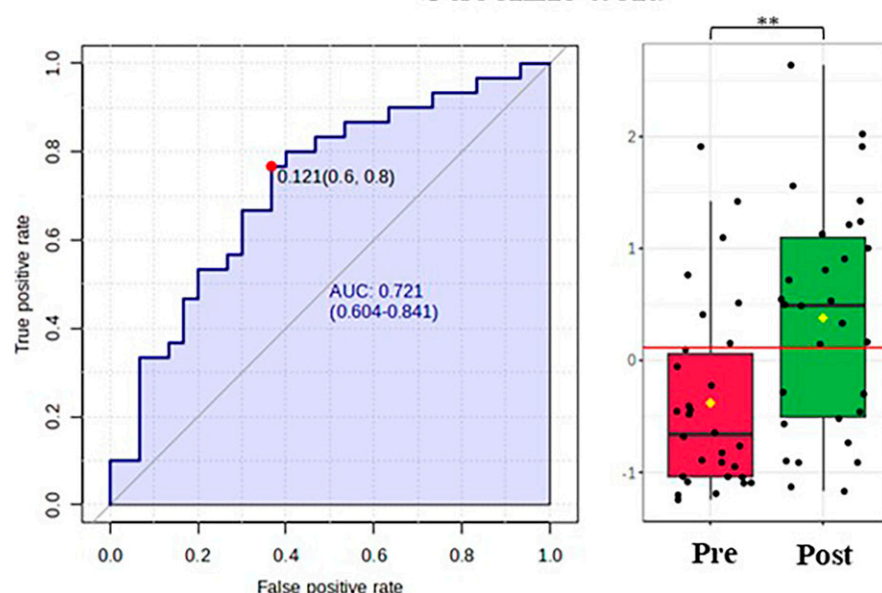 **
1.0
0.8
0.6
0.4
0.2
0.0
True positive rate
0.121(0.6, 0.8)
AUC: 0.721
(0.604-0.841)
0.0 0.2 0.4 0.6 0.8 1.0
False positive rate
2
1
0
-1
Pre Post